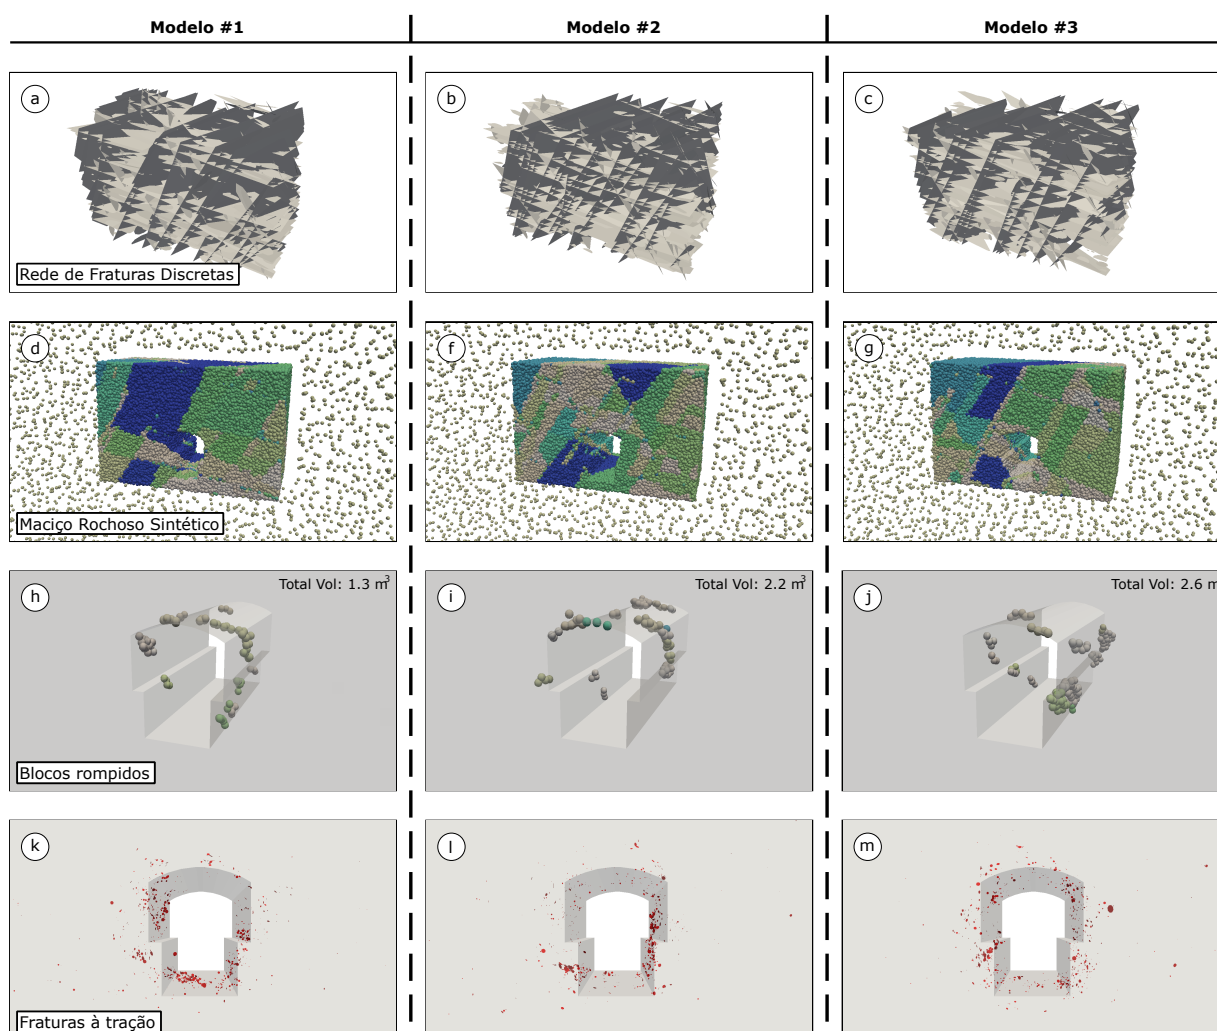 Modelo #1
Modelo #2
Modelo #3
a
b
c
Rede de Fraturas Discretas
d
f
g
Maciço Rochoso Sintético
h
Total Vol: 1.3 m³
i
Total Vol: 2.2 m³
j
Total Vol: 2.6 m
Blocos rompidos
k
l
m
Fraturas à tração